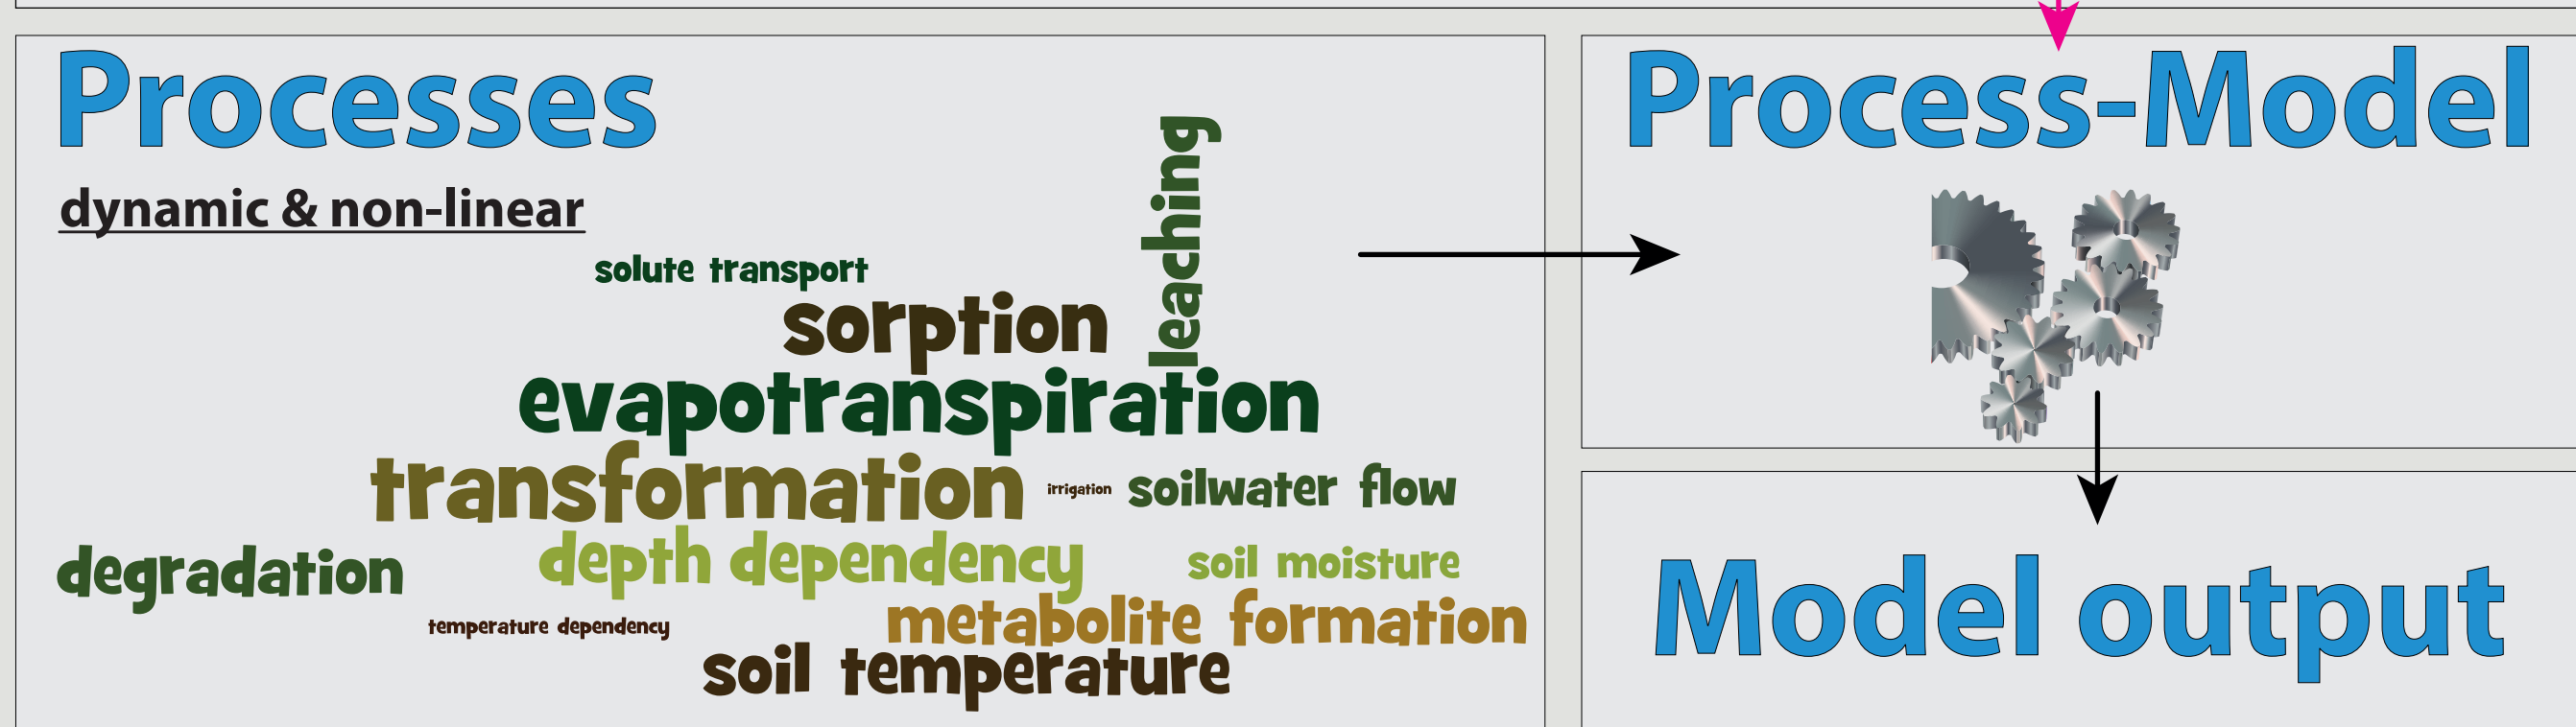 Processes
dynamic & non-linear
leaching
solute transport
sorption
evapotranspiration
transformation
irrigation
soilwater flow
degradation
depth dependency
soil moisture
temperature dependency
metabolite formation
soil temperature
Process-Model
Model output